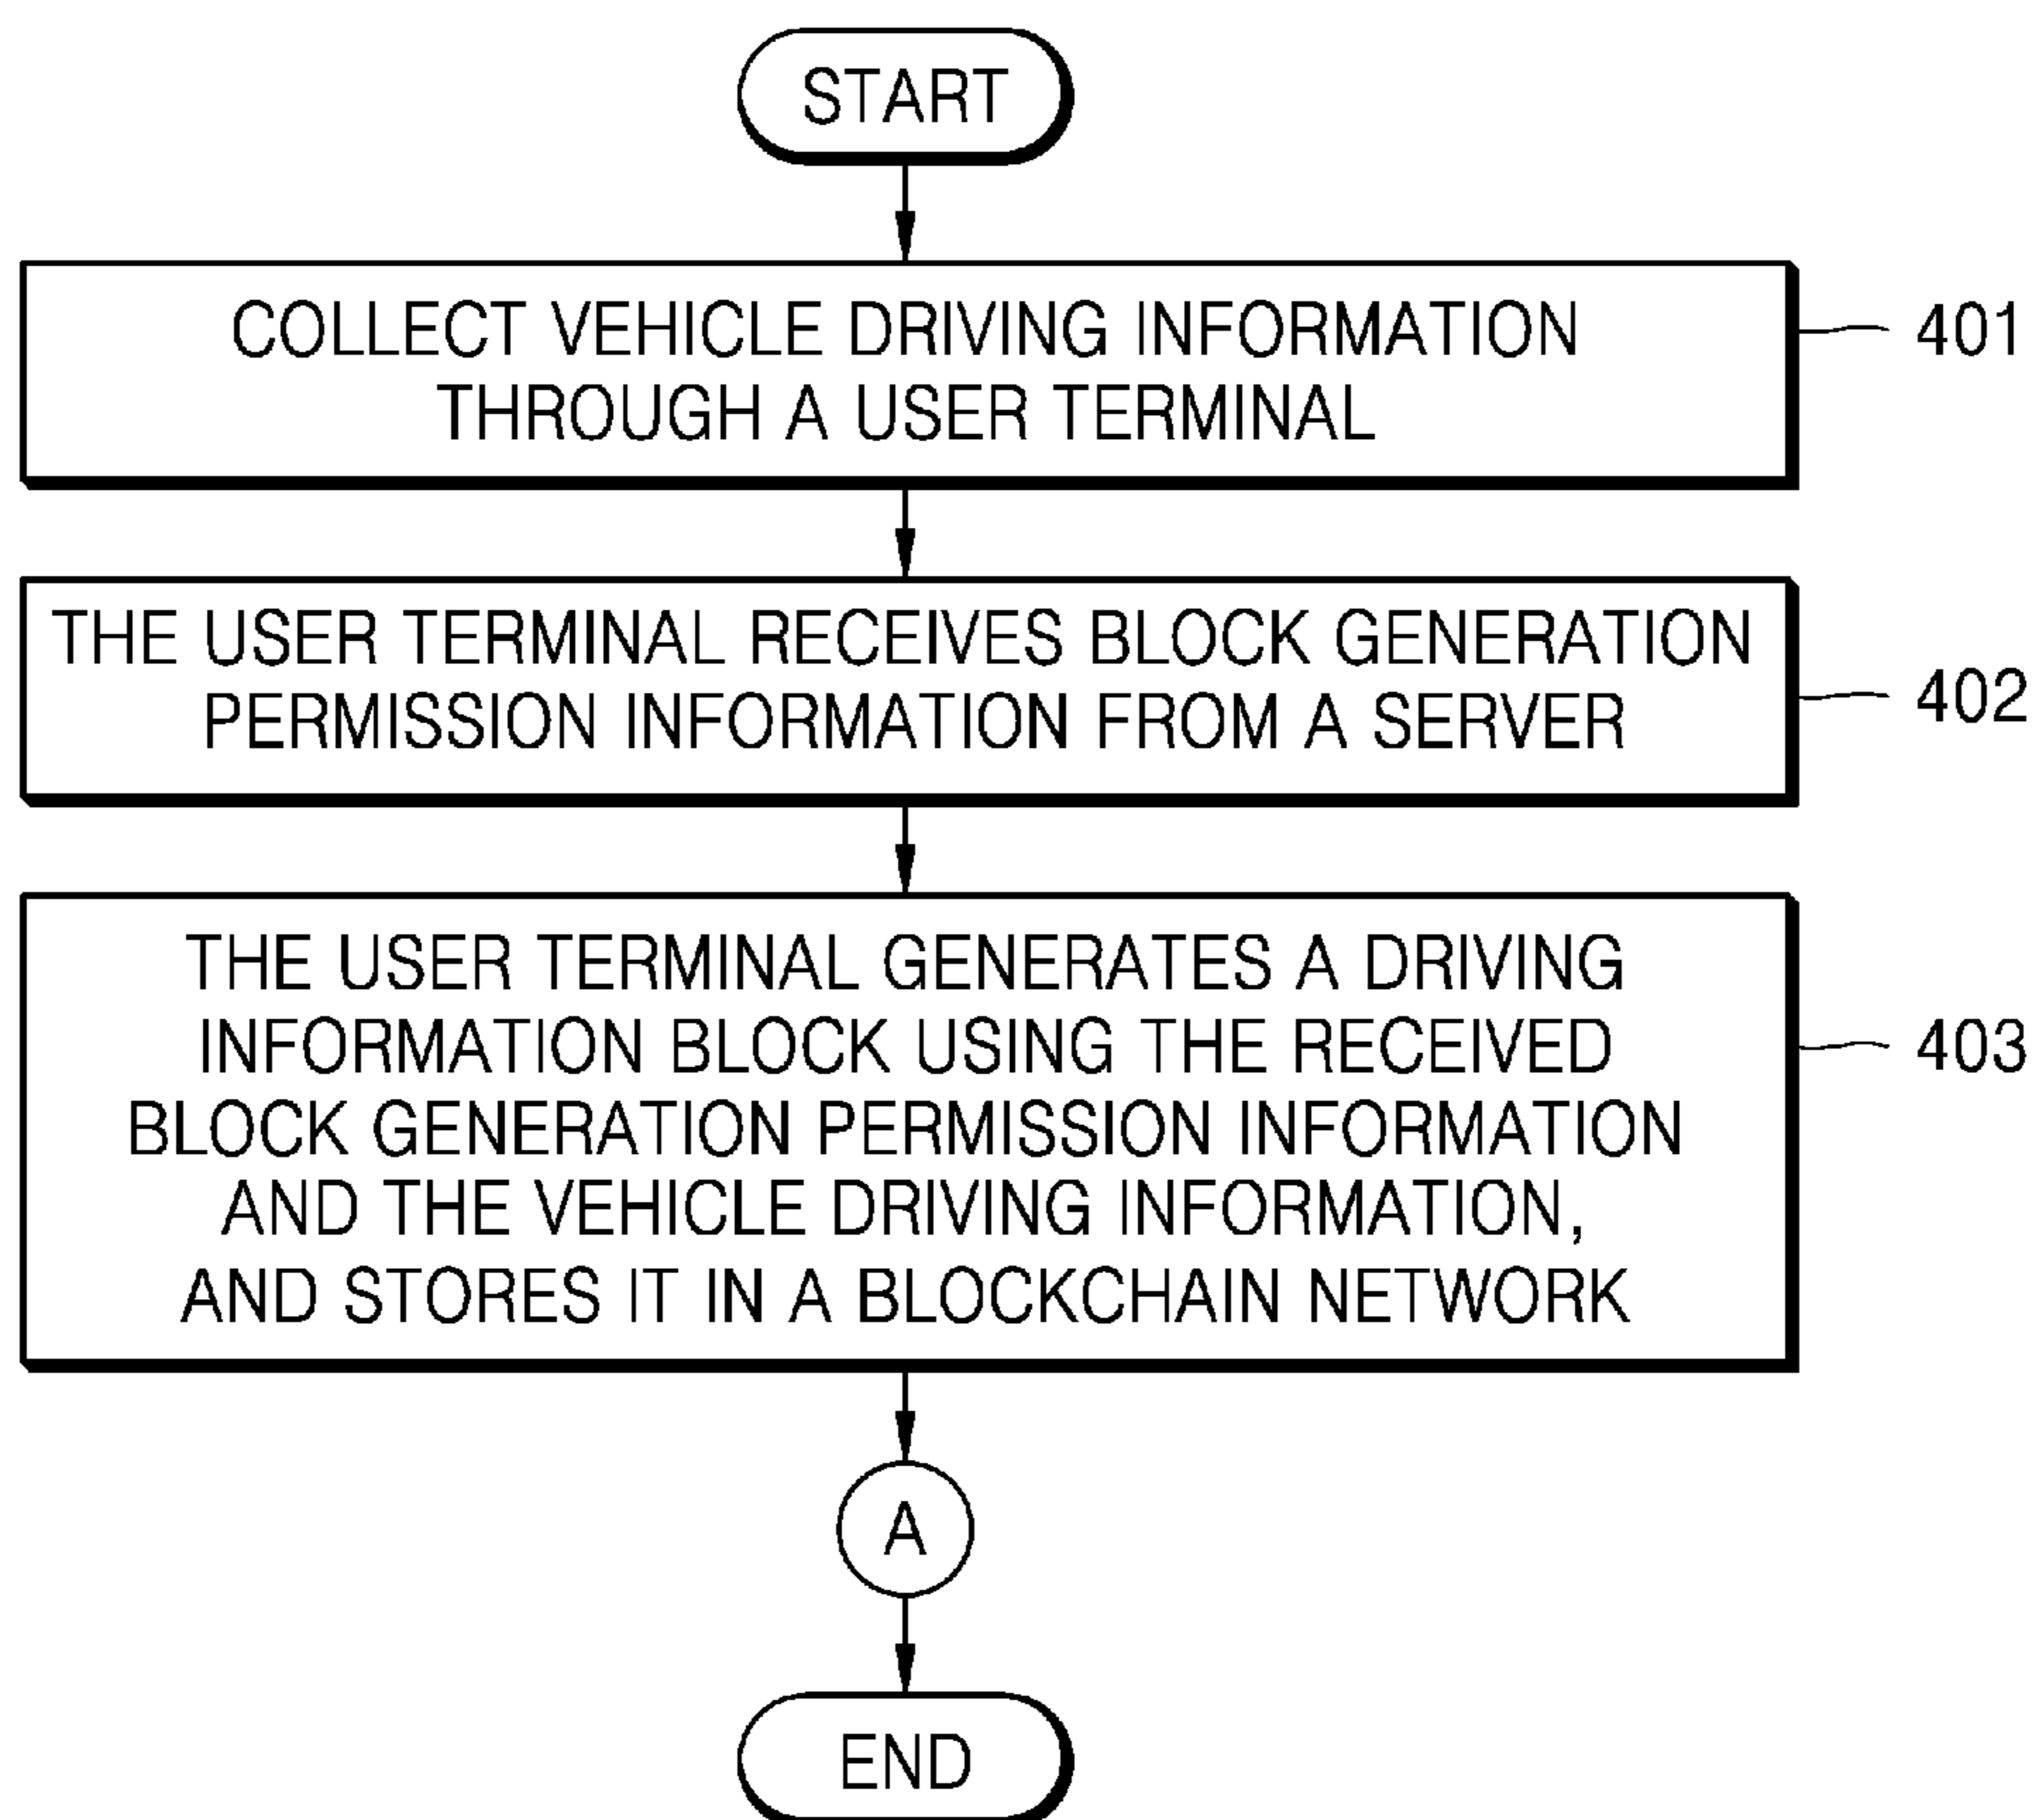 START
COLLECT VEHICLE DRIVING INFORMATION
THROUGH A USER TERMINAL
401
THE USER TERMINAL RECEIVES BLOCK GENERATION
PERMISSION INFORMATION FROM A SERVER
402
THE USER TERMINAL GENERATES A DRIVING
INFORMATION BLOCK USING THE RECEIVED
BLOCK GENERATION PERMISSION INFORMATION
AND THE VEHICLE DRIVING INFORMATION,
AND STORES IT IN A BLOCKCHAIN NETWORK
403
A
END